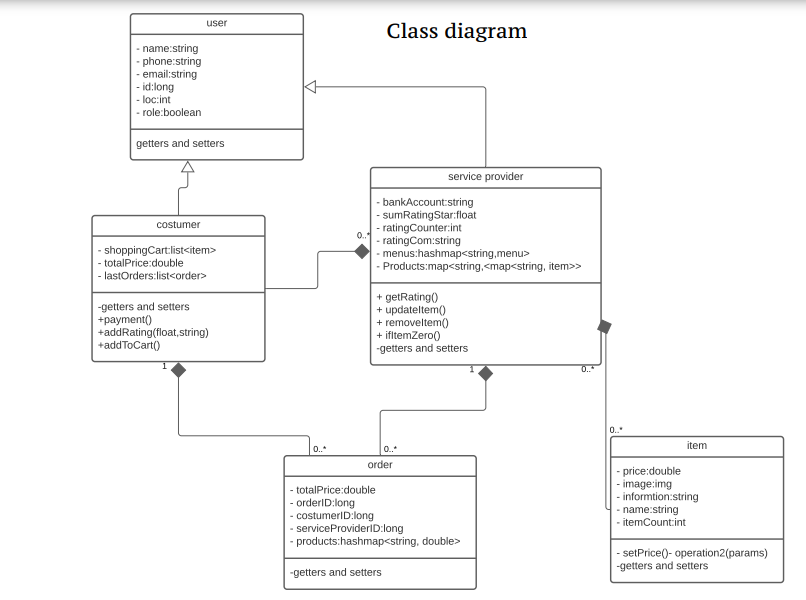 Class diagram
user
- name:string
- phone:string
- email:string
- id:long
- loc:int
- role:boolean
getters and setters
service provider
- bankAccount:string
- sumRatingStar:float
- ratingCounter:int
- ratingCom:string
- menus:hashmap<string,menu>
- Products:map<string,<map<string, item>>
+ getRating()
+ updateItem()
+ removeItem()
+ ifItemZero()
-getters and setters
costumer
- shoppingCart:list<item>
- totalPrice:double
- lastOrders:list<order>
-getters and setters
+payment()
+addRating(float,string)
+addToCart()
0..*
1
1
0..*
0..*
0..*
0..*
order
- totalPrice:double
- orderID:long
- costumerID:long
- serviceProviderID:long
- products:hashmap<string, double>
-getters and setters
item
- price:double
- image:img
- informtion:string
- name:string
- itemCount:int
- setPrice()- operation2(params)
-getters and setters